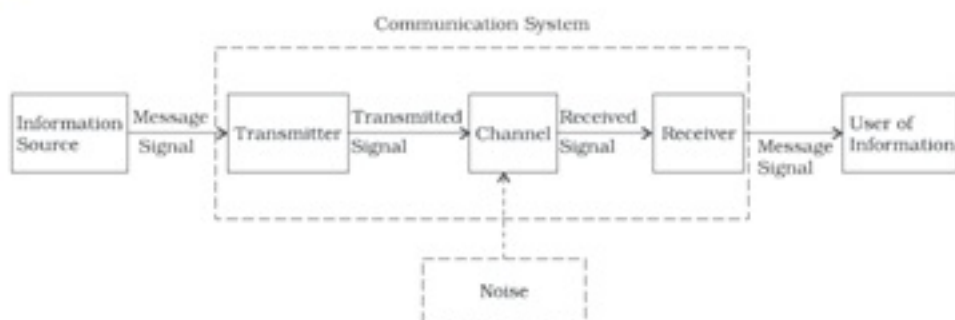 Communication System
Information
Source
Message
Signal
Transmitter
Transmitted
Signal
Channel
Received
Signal
Receiver
Message
Signal
User of
Information
Noise